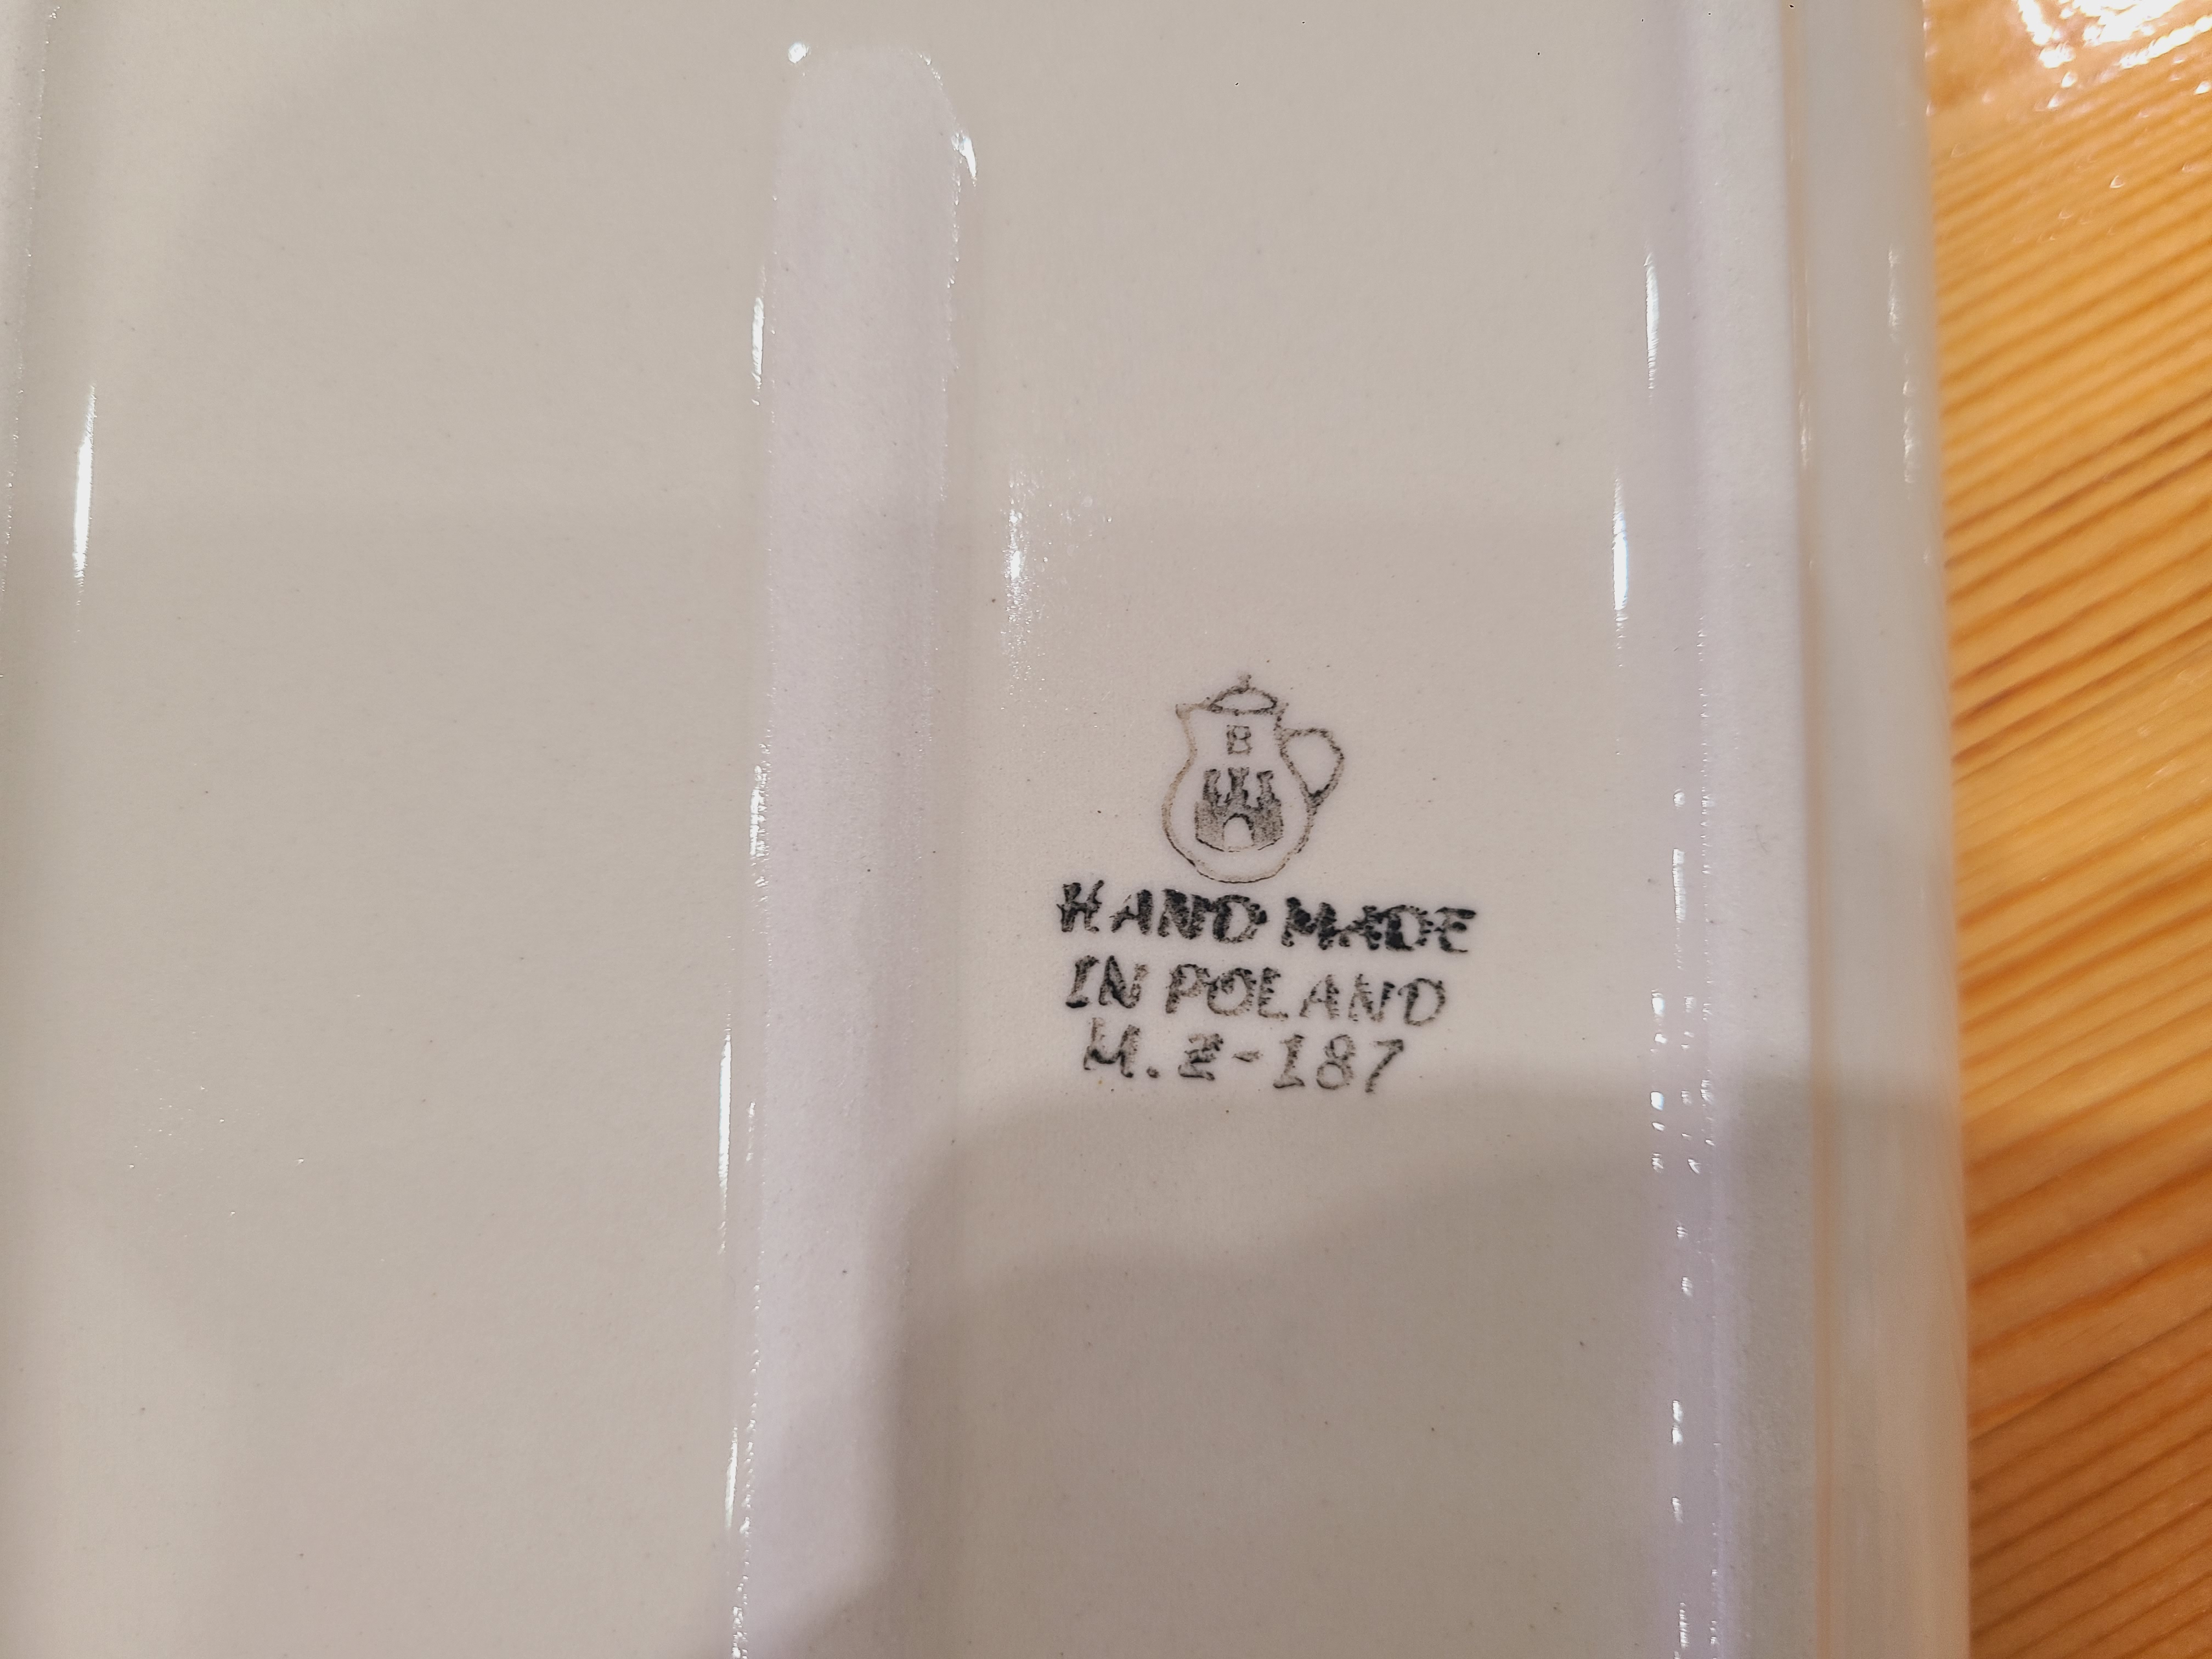 B
HAND MADE
IN POLAND
M.Z-187